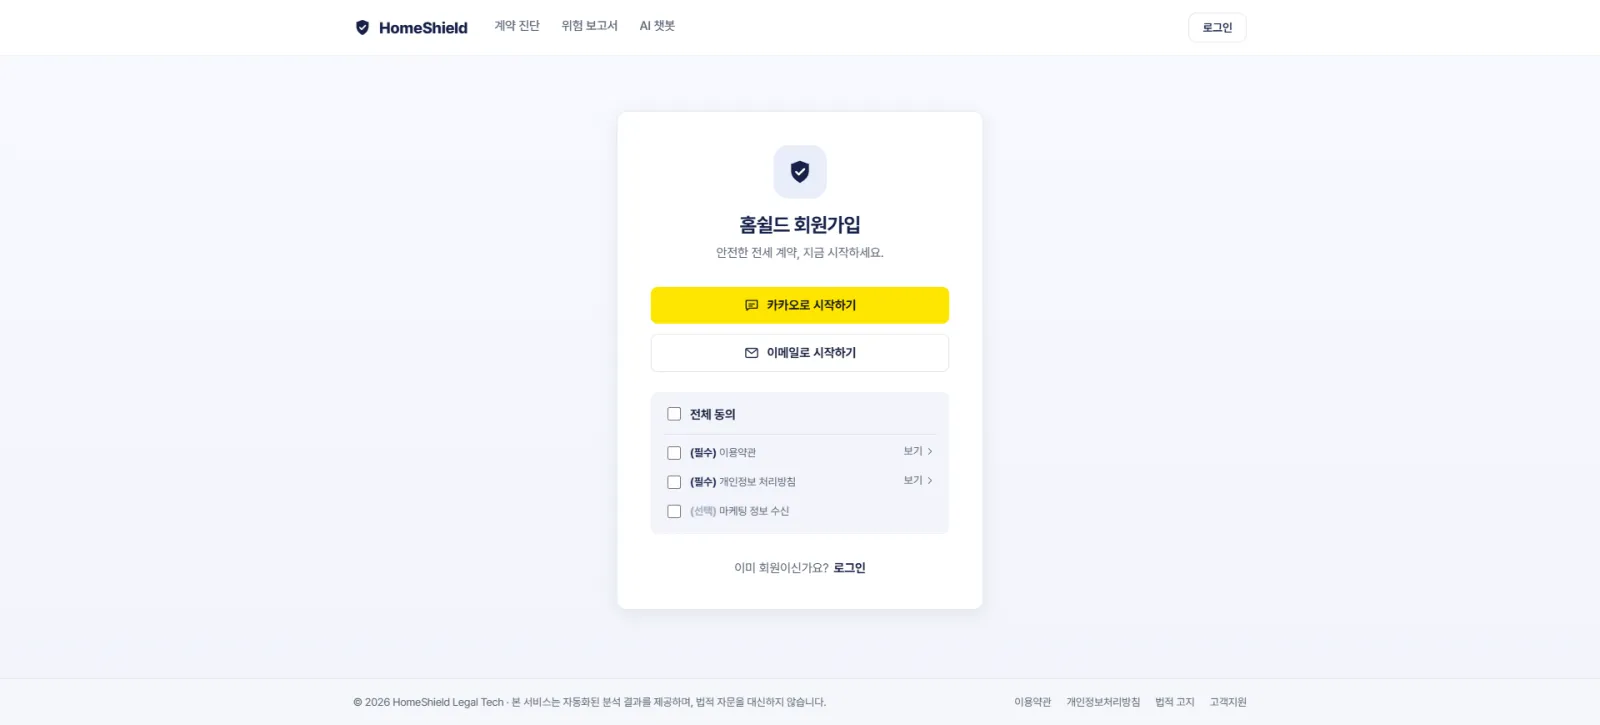 HomeShield 계약 진단 위험 보고서 AI 챗봇 로그인
홈쉴드 회원가입
안전한 전세 계약, 지금 시작하세요.
카카오로 시작하기
이메일로 시작하기
전체 동의
(필수) 이용약관 보기 >
(필수) 개인정보 처리방침 보기 >
(선택) 마케팅 정보 수신
이미 회원이신가요? 로그인
© 2026 HomeShield Legal Tech · 본 서비스는 자동화된 분석 결과를 제공하며, 법적 자문을 대신하지 않습니다. 이용약관 개인정보처리방침 법적 고지 고객지원